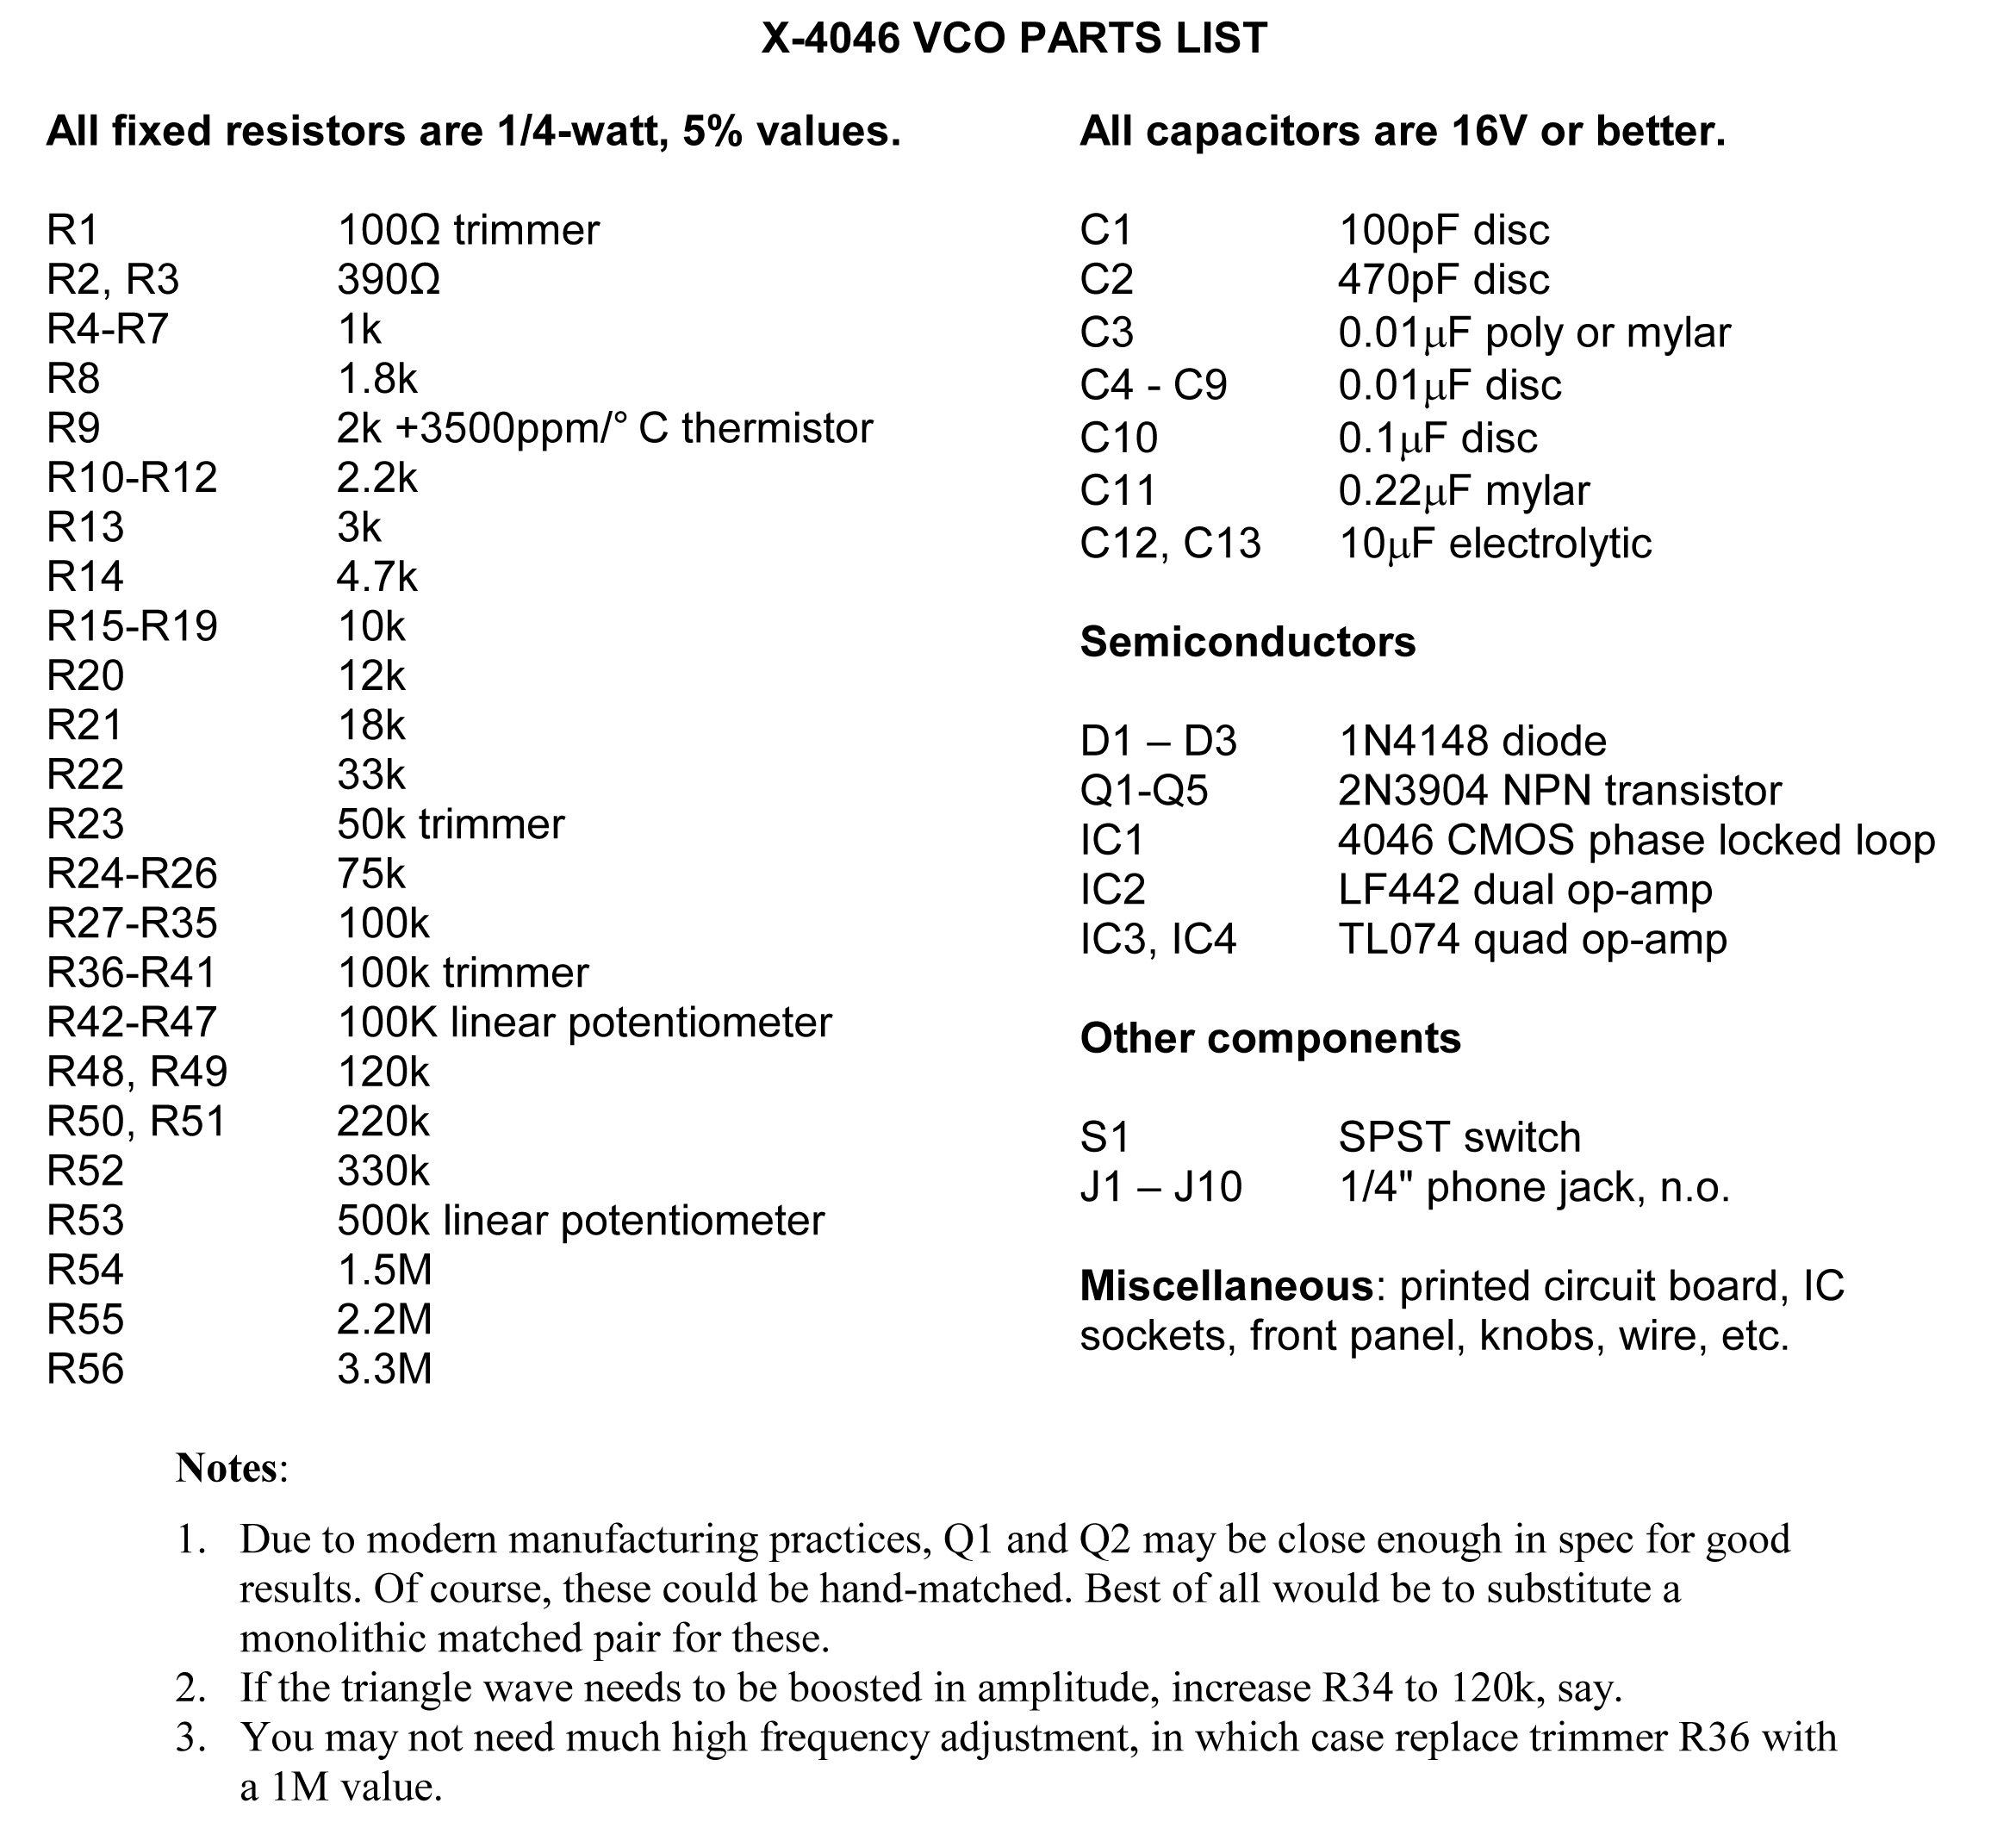 X-4046 VCO PARTS LIST
All fixed resistors are 1/4-watt, 5% values.
R1 100Ω trimmer
R2, R3 390Ω
R4-R7 1k
R8 1.8k
R9 2k +3500ppm/° C thermistor
R10-R12 2.2k
R13 3k
R14 4.7k
R15-R19 10k
R20 12k
R21 18k
R22 33k
R23 50k trimmer
R24-R26 75k
R27-R35 100k
R36-R41 100k trimmer
R42-R47 100K linear potentiometer
R48, R49 120k
R50, R51 220k
R52 330k
R53 500k linear potentiometer
R54 1.5M
R55 2.2M
R56 3.3M
All capacitors are 16V or better.
C1 100pF disc
C2 470pF disc
C3 0.01μF poly or mylar
C4 - C9 0.01μF disc
C10 0.1μF disc
C11 0.22μF mylar
C12, C13 10μF electrolytic
Semiconductors
D1 – D3 1N4148 diode
Q1-Q5 2N3904 NPN transistor
IC1 4046 CMOS phase locked loop
IC2 LF442 dual op-amp
IC3, IC4 TL074 quad op-amp
Other components
S1 SPST switch
J1 – J10 1/4" phone jack, n.o.
Miscellaneous: printed circuit board, IC
sockets, front panel, knobs, wire, etc.
Notes:
1. Due to modern manufacturing practices, Q1 and Q2 may be close enough in spec for good
results. Of course, these could be hand-matched. Best of all would be to substitute a
monolithic matched pair for these.
2. If the triangle wave needs to be boosted in amplitude, increase R34 to 120k, say.
3. You may not need much high frequency adjustment, in which case replace trimmer R36 with
a 1M value.